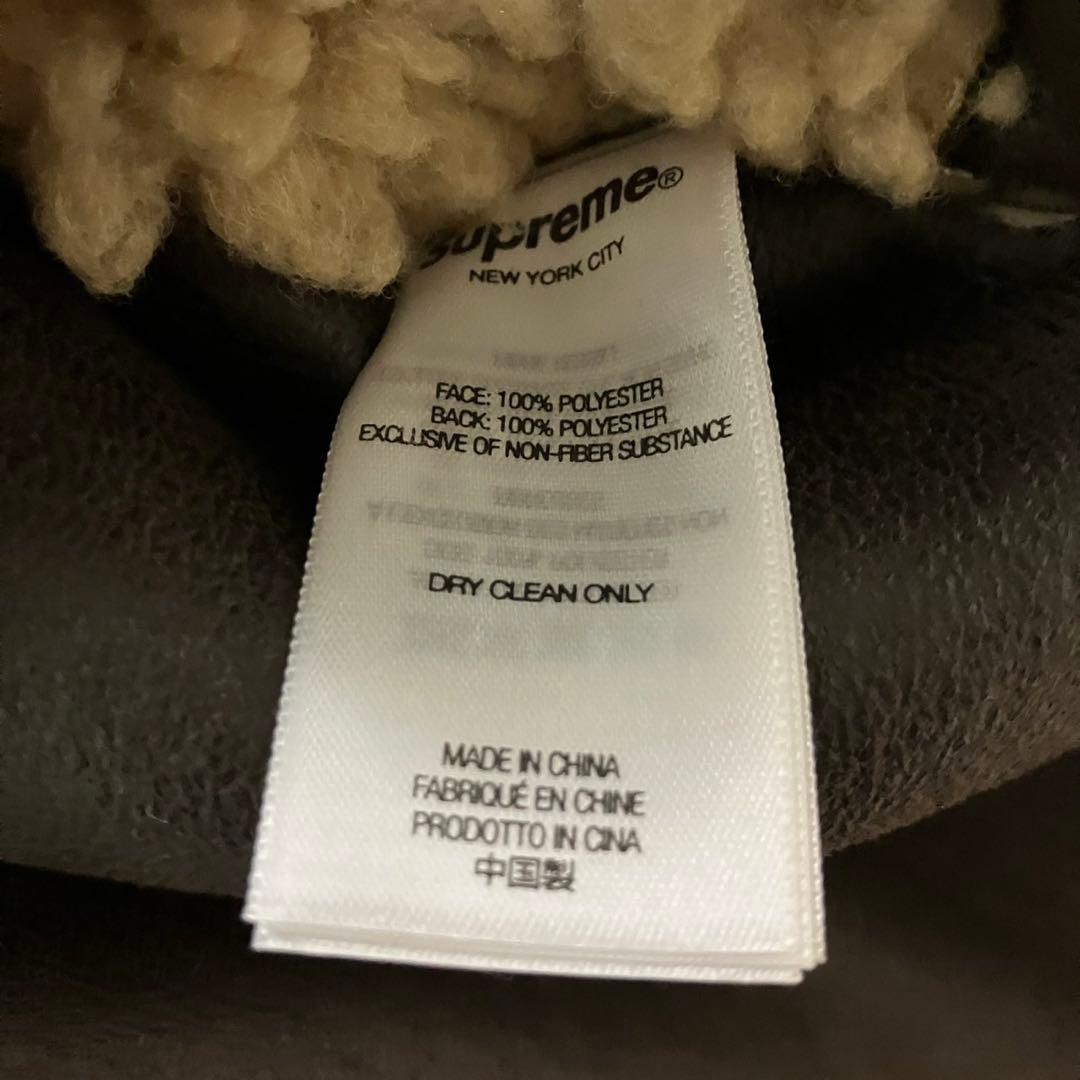 Supreme®
NEW YORK CITY
FACE: 100% POLYESTER
BACK: 100% POLYESTER
EXCLUSIVE OF NON-FIBER SUBSTANCE
DRY CLEAN ONLY
MADE IN CHINA
FABRIQUÉ EN CHINE
PRODOTTO IN CINA
中国製